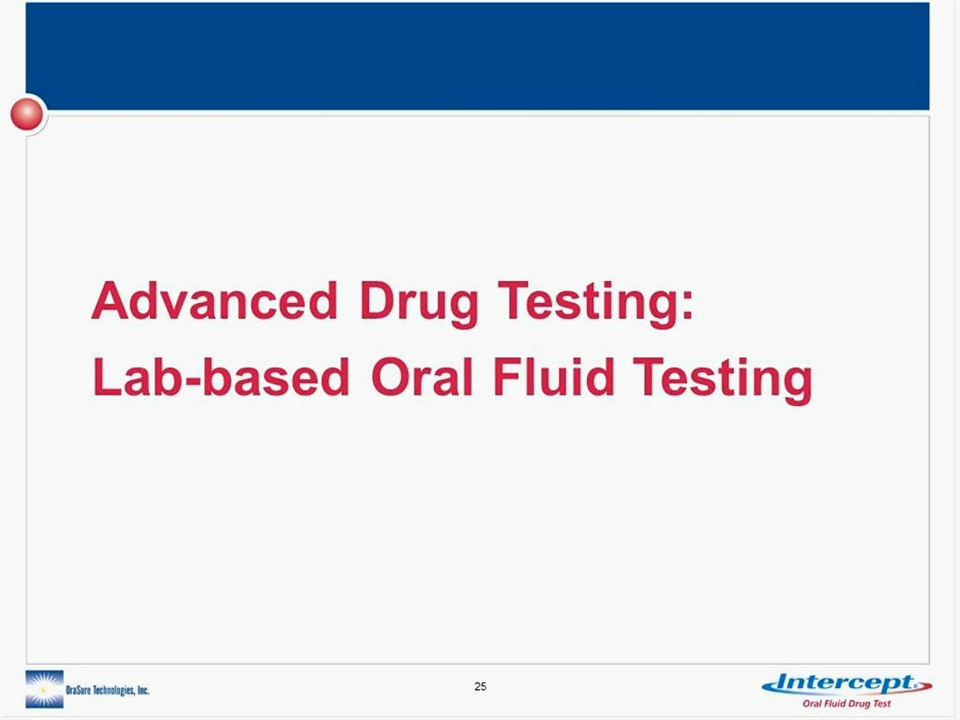 Advanced Drug Testing:
Lab-based Oral Fluid Testing
OraSure Technologies, Inc.
25
Intercept
Oral Fluid Drug Test